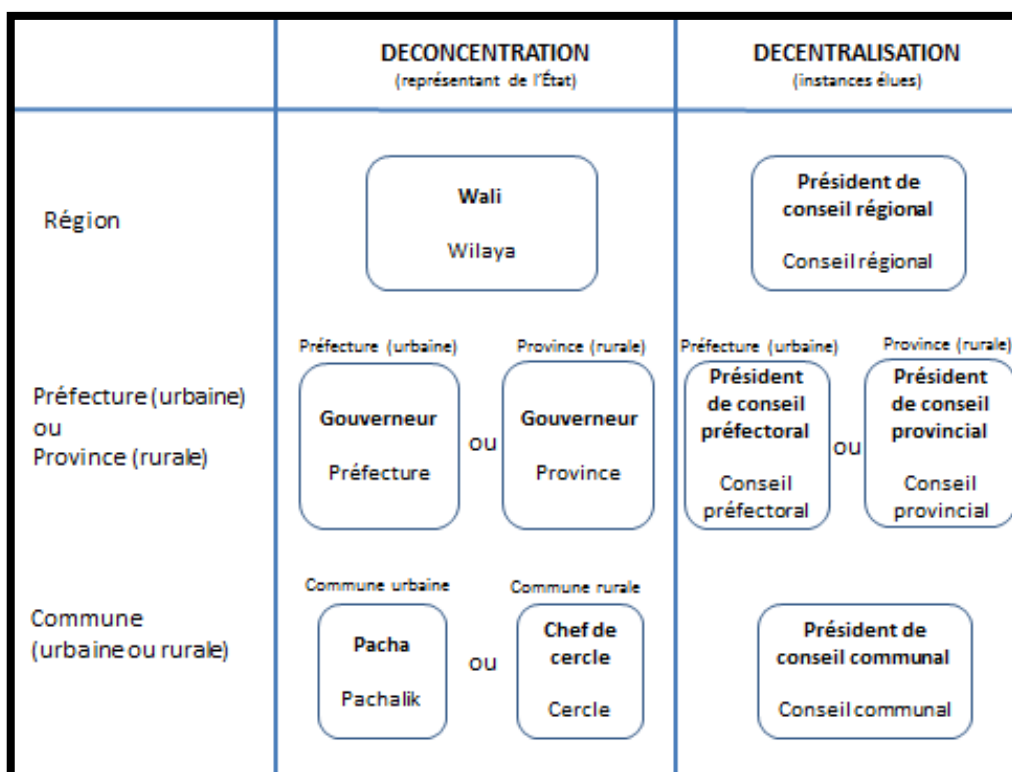 DECONCENTRATION
(représentant de l'État)
DECENTRALISATION
(instances élues)
Région
Wali
Wilaya
Président de
conseil régional
Conseil régional
Préfecture (urbaine)
ou
Province (rurale)
Préfecture (urbaine)
Gouverneur
Préfecture
ou
Province (rurale)
Gouverneur
Province
Préfecture (urbaine)
Président
de conseil
préfectoral
Conseil
préfectoral
ou
Province (rurale)
Président
de conseil
provincial
Conseil
provincial
Commune
(urbaine ou rurale)
Commune urbaine
Pacha
Pachalik
ou
Commune rurale
Chef de
cercle
Cercle
Président de
conseil communal
Conseil communal